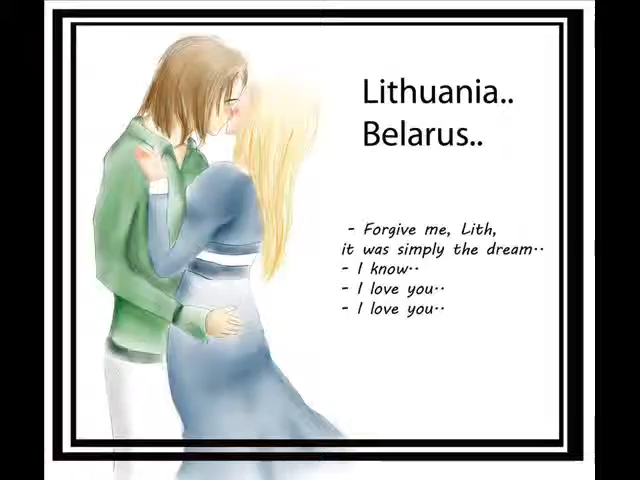 Lithuania..
Belarus..
- Forgive me, Lith,
it was simply the dream..
- I know..
- I love you..
- I love you..